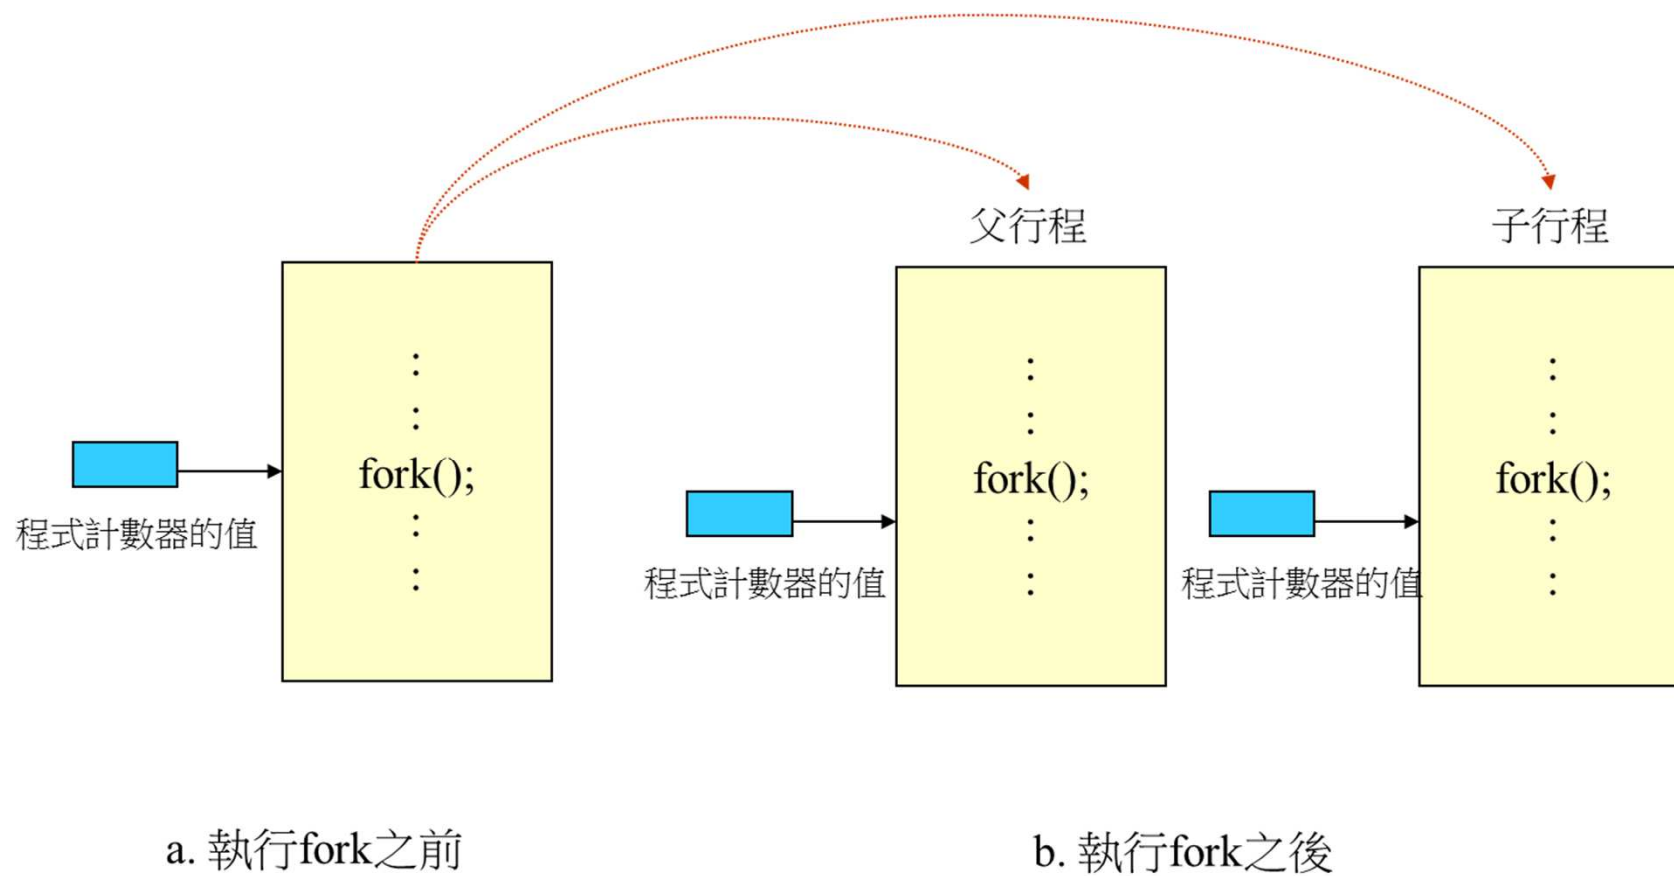 父行程
子行程
⋮
⋮
fork();
⋮
⋮
程式計數器的值
⋮
⋮
fork();
⋮
⋮
程式計數器的值
⋮
⋮
fork();
⋮
⋮
程式計數器的值
a. 執行fork之前
b. 執行fork之後